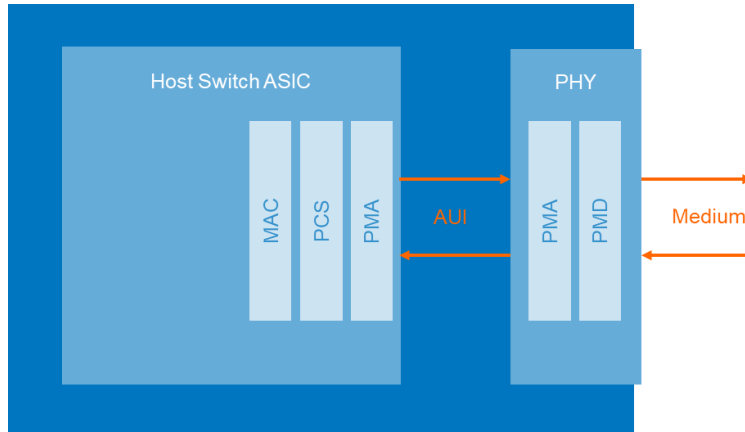 Host Switch ASIC
PHY
MAC
PCS
PMA
AUI
PMA
PMD
Medium